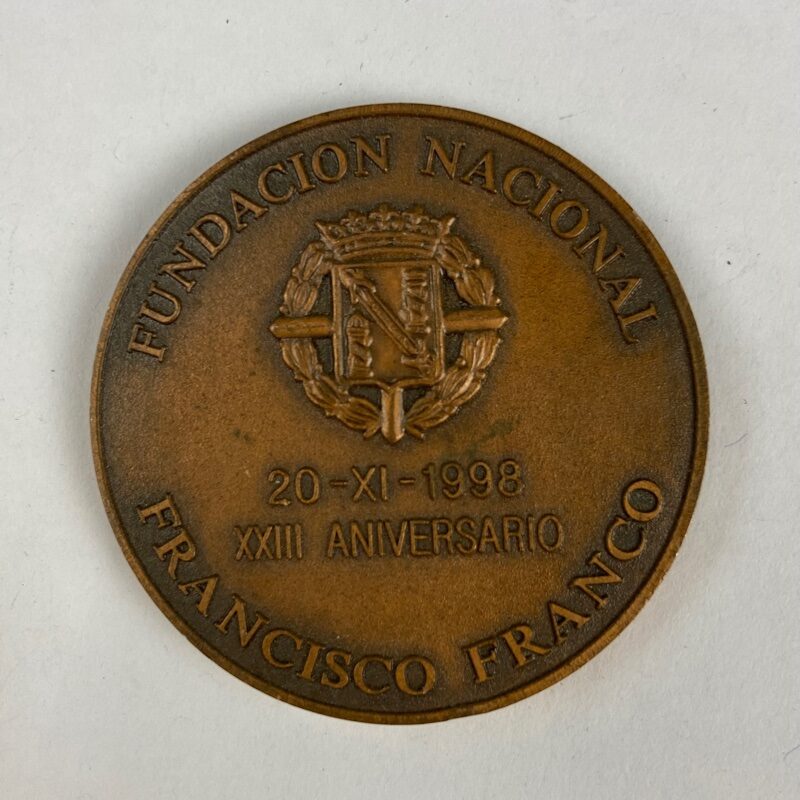 FUNDACION NACIONAL
20-XI-1998
XXIII ANIVERSARIO
FRANCISCO FRANCO